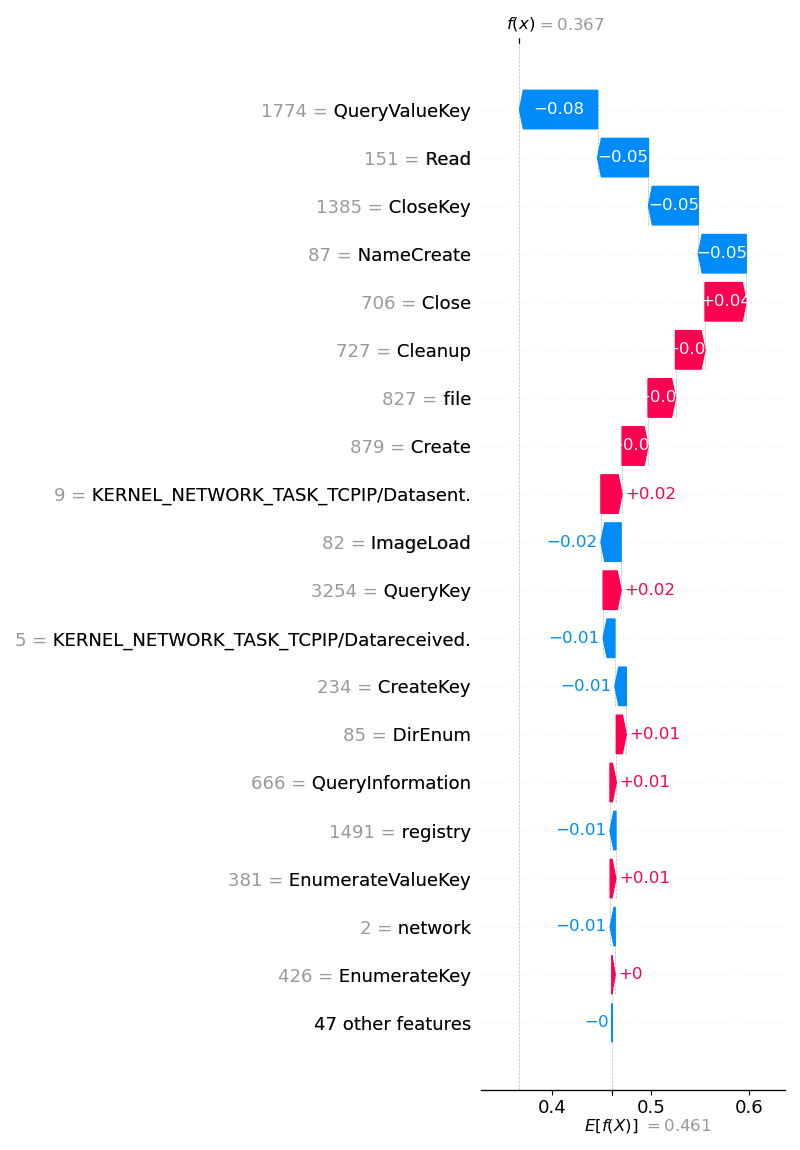 f(x) = 0.367
1774 = QueryValueKey −0.08
151 = Read −0.05
1385 = CloseKey −0.05
87 = NameCreate −0.05
706 = Close +0.04
727 = Cleanup
827 = file
879 = Create
9 = KERNEL_NETWORK_TASK_TCPIP/Datasent. +0.02
82 = ImageLoad −0.02
3254 = QueryKey +0.02
5 = KERNEL_NETWORK_TASK_TCPIP/Datareceived. −0.01
234 = CreateKey −0.01
85 = DirEnum +0.01
666 = QueryInformation +0.01
1491 = registry −0.01
381 = EnumerateValueKey +0.01
2 = network −0.01
426 = EnumerateKey +0
47 other features −0
0.4 0.5 0.6
E[f(X)] = 0.461